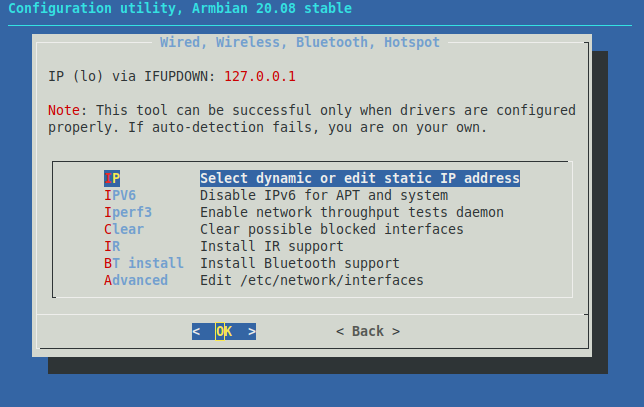 Configuration utility, Armbian 20.08 stable
Wired, Wireless, Bluetooth, Hotspot
IP (lo) via IFUPDOWN: 127.0.0.1
Note: This tool can be successful only when drivers are configured
properly. If auto-detection fails, you are on your own.
IP Select dynamic or edit static IP address
IPV6 Disable IPv6 for APT and system
Iperf3 Enable network throughput tests daemon
Clear Clear possible blocked interfaces
IR Install IR support
BT install Install Bluetooth support
Advanced Edit /etc/network/interfaces
< OK > < Back >